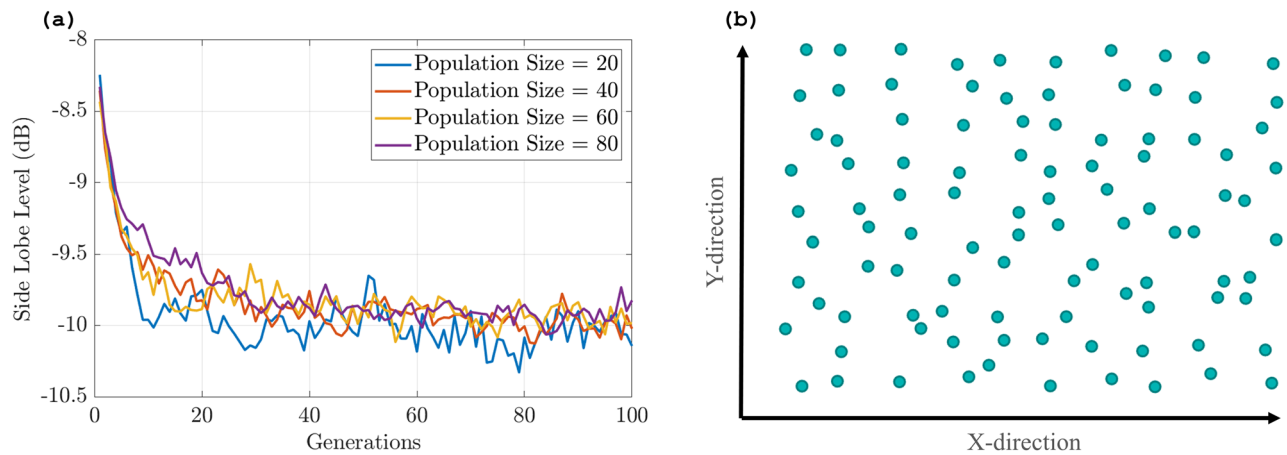 (a)
-8
-8.5
-9
-9.5
-10
-10.5
Side Lobe Level (dB)
0 20 40 60 80 100
Generations
Population Size = 20
Population Size = 40
Population Size = 60
Population Size = 80
(b)
Y-direction
X-direction